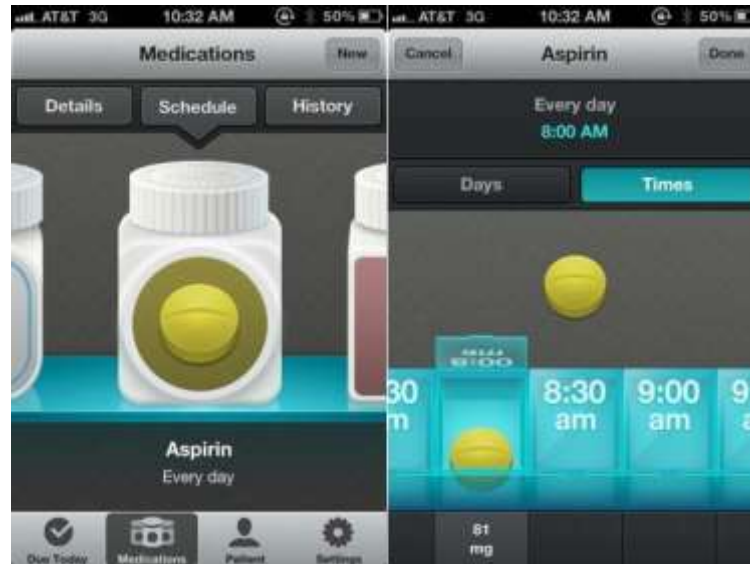 AT&T 3G 10:32 AM 50%
Medications New
Details Schedule History
Aspirin
Every day
Due Today Medications Patient Settings
AT&T 3G 10:32 AM 50%
Cancel Aspirin Done
Every day
8:00 AM
Days Times
8:00
30 8:30 9:00 9
m am am a
81
mg